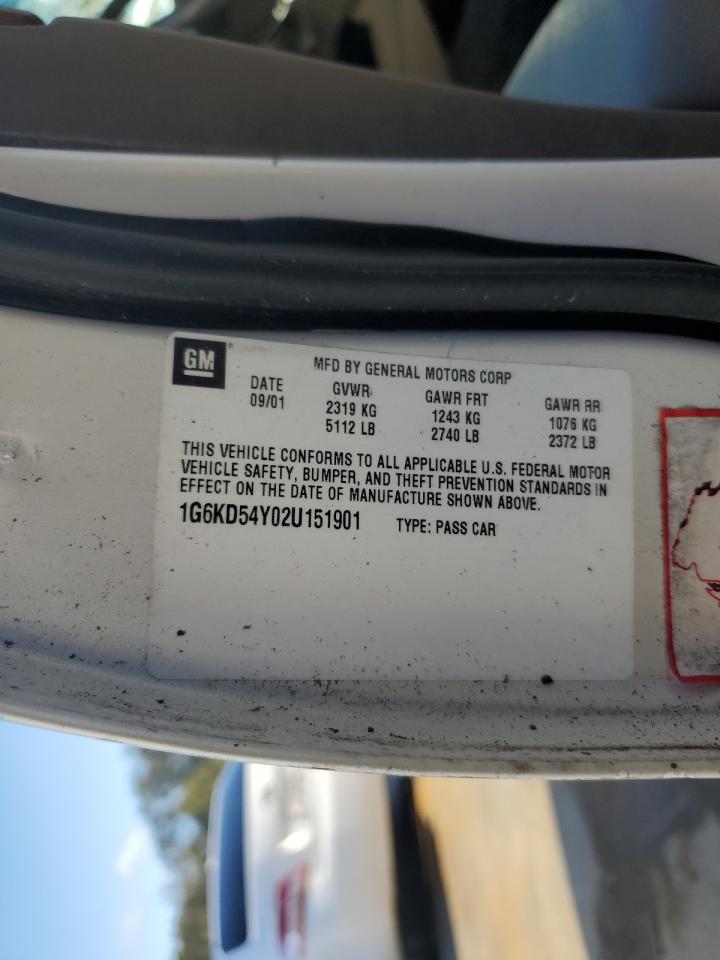 GM
MFD BY GENERAL MOTORS CORP
DATE GVWR GAWR FRT GAWR RR
09/01 2319 KG 1243 KG 1076 KG
5112 LB 2740 LB 2372 LB
THIS VEHICLE CONFORMS TO ALL APPLICABLE U.S. FEDERAL MOTOR
VEHICLE SAFETY, BUMPER, AND THEFT PREVENTION STANDARDS IN
EFFECT ON THE DATE OF MANUFACTURE SHOWN ABOVE.
1G6KD54Y02U151901 TYPE: PASS CAR